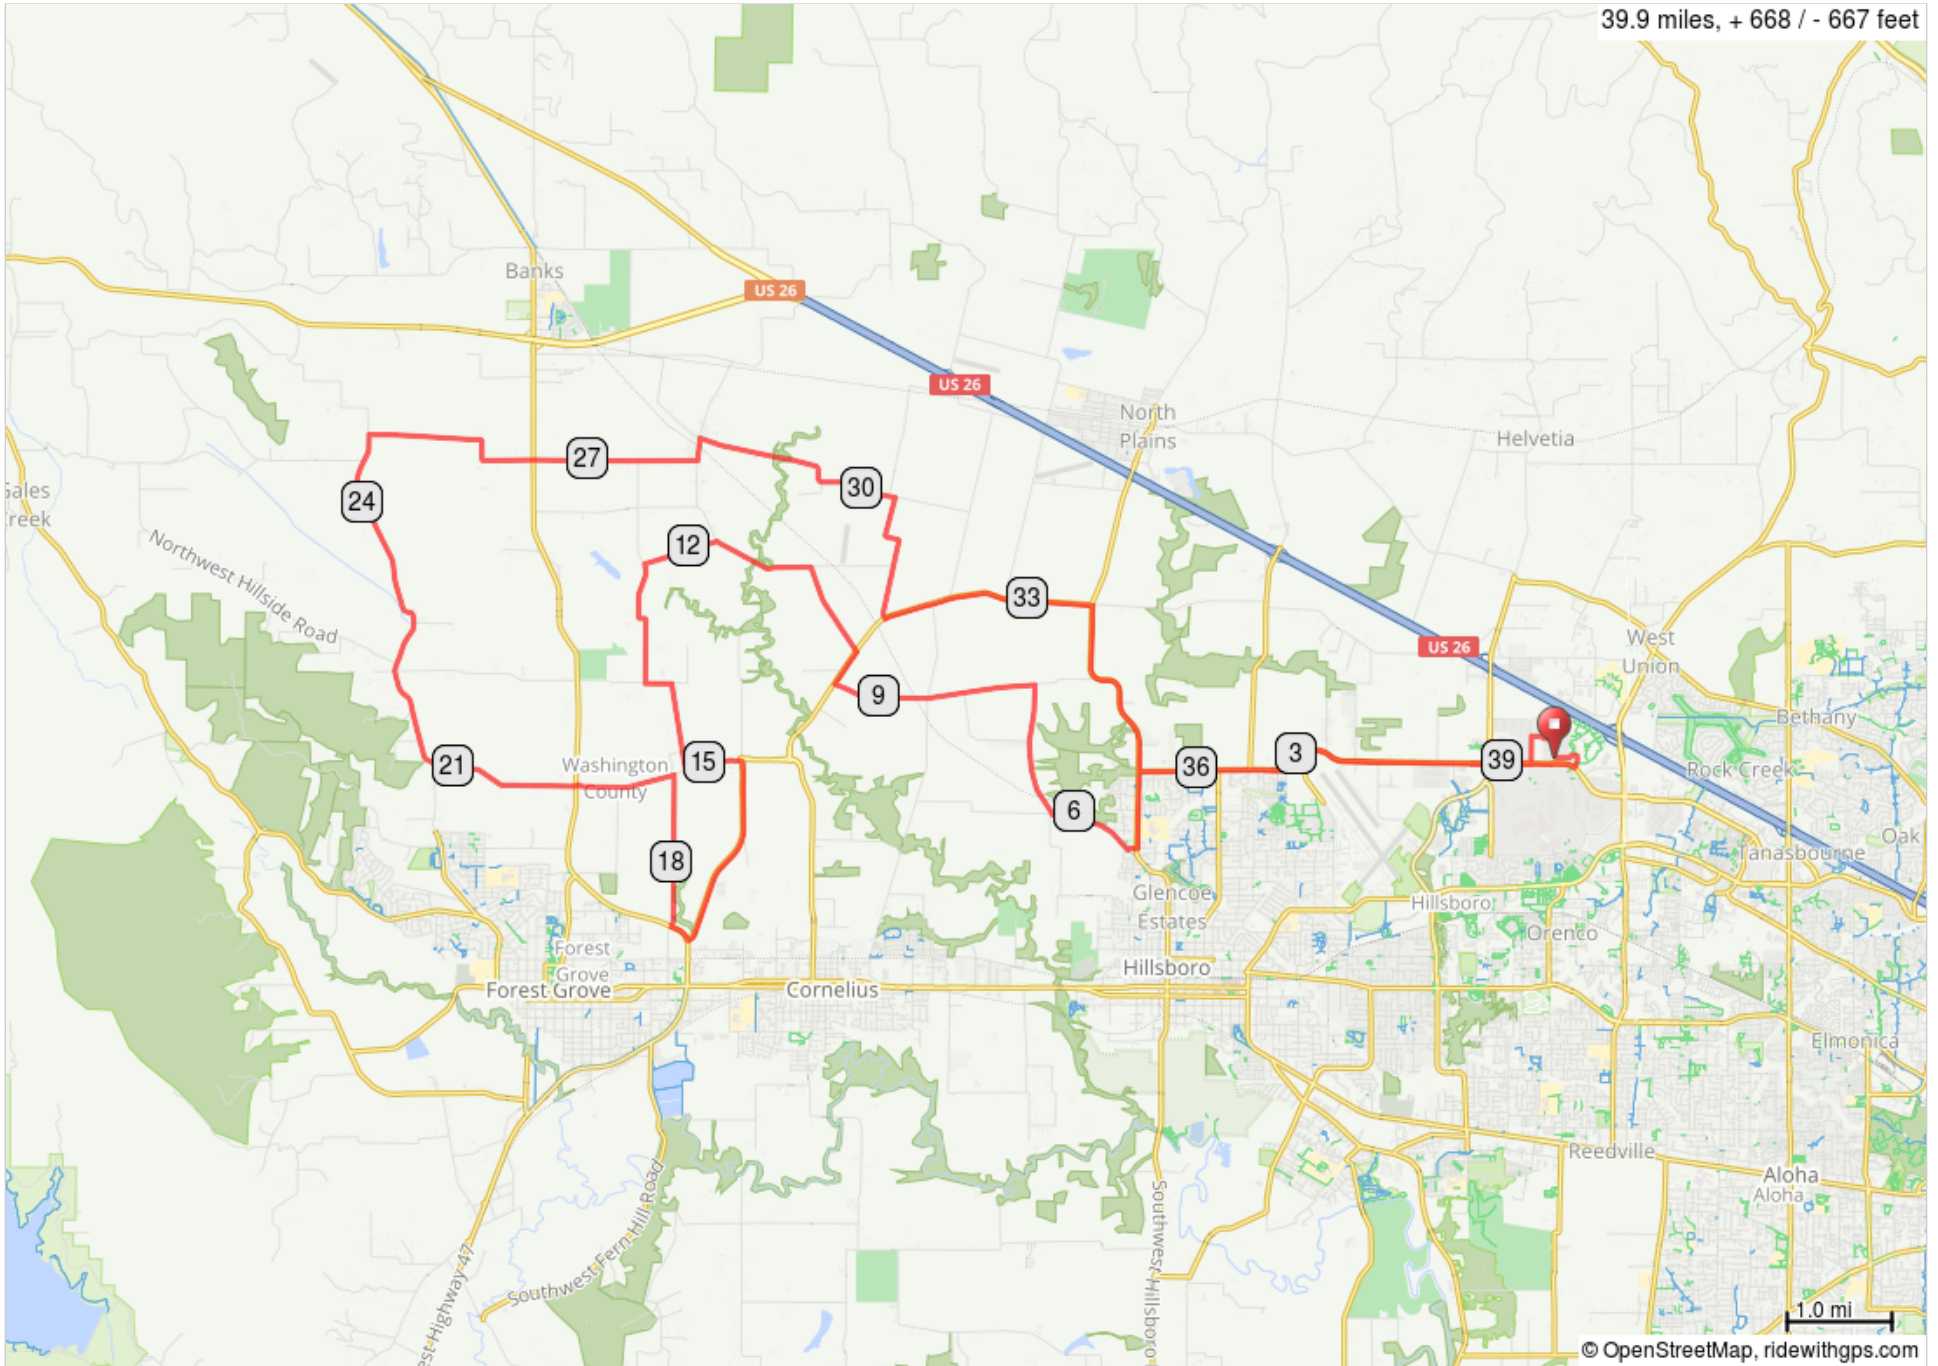 39.9 miles, + 668 / - 667 feet
Banks
US 26
US 26
North
Plains
Helvetia
27
30
24
12
Northwest Hillside Road
33
US 26
West
Union
9
Bethany
21
Washington
County
15
36
3
39
Rock Creek
6
18
Oak
Tanasbourne
Glencoe
Estates
Hillsboro
Orenco
Forest
Grove
Forest Grove
Cornelius
Hillsboro
Elmonica
Reedville
Aloha
Aloha
Southwest Fern Hill Road
est Highway 47
Southwest Hillsboro
1.0 mi
© OpenStreetMap, ridewithgps.com